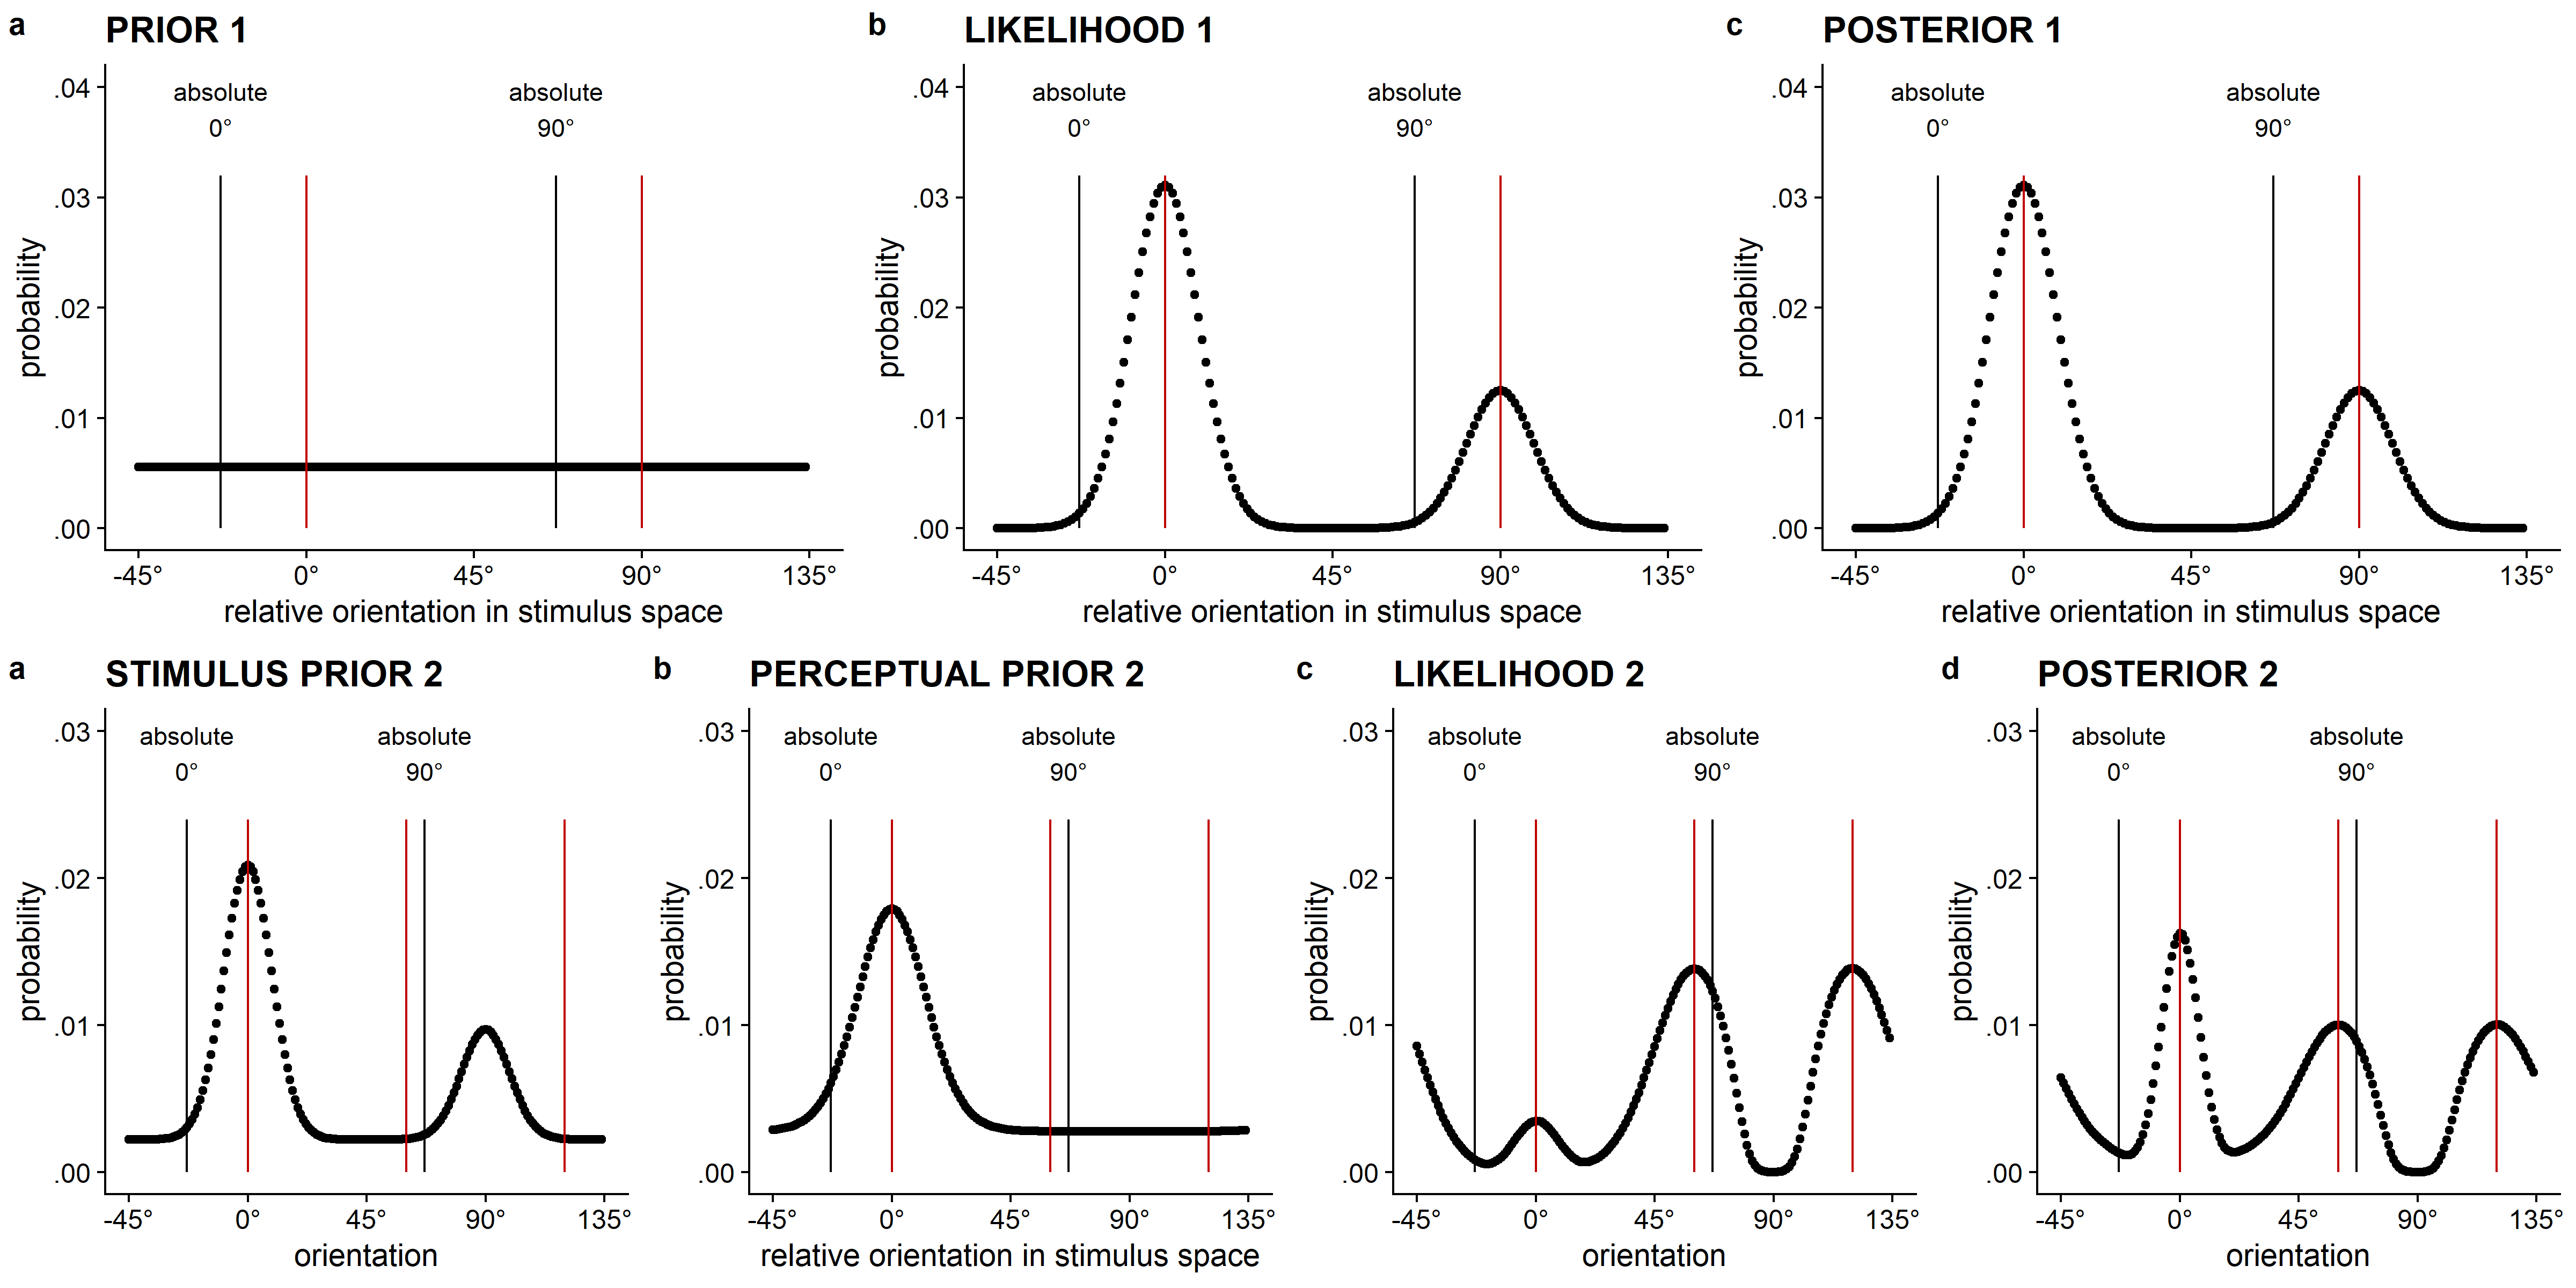 a PRIOR 1
absolute absolute
0° 90°
.04
.03
.02
.01
.00
probability
-45° 0° 45° 90° 135°
relative orientation in stimulus space
b LIKELIHOOD 1
absolute absolute
0° 90°
.04
.03
.02
.01
.00
probability
-45° 0° 45° 90° 135°
relative orientation in stimulus space
c POSTERIOR 1
absolute absolute
0° 90°
.04
.03
.02
.01
.00
probability
-45° 0° 45° 90° 135°
relative orientation in stimulus space
a STIMULUS PRIOR 2
absolute absolute
0° 90°
.03
.02
.01
.00
probability
-45° 0° 45° 90° 135°
orientation
b PERCEPTUAL PRIOR 2
absolute absolute
0° 90°
.03
.02
.01
.00
probability
-45° 0° 45° 90° 135°
relative orientation in stimulus space
c LIKELIHOOD 2
absolute absolute
0° 90°
.03
.02
.01
.00
probability
-45° 0° 45° 90° 135°
orientation
d POSTERIOR 2
absolute absolute
0° 90°
.03
.02
.01
.00
probability
-45° 0° 45° 90° 135°
orientation